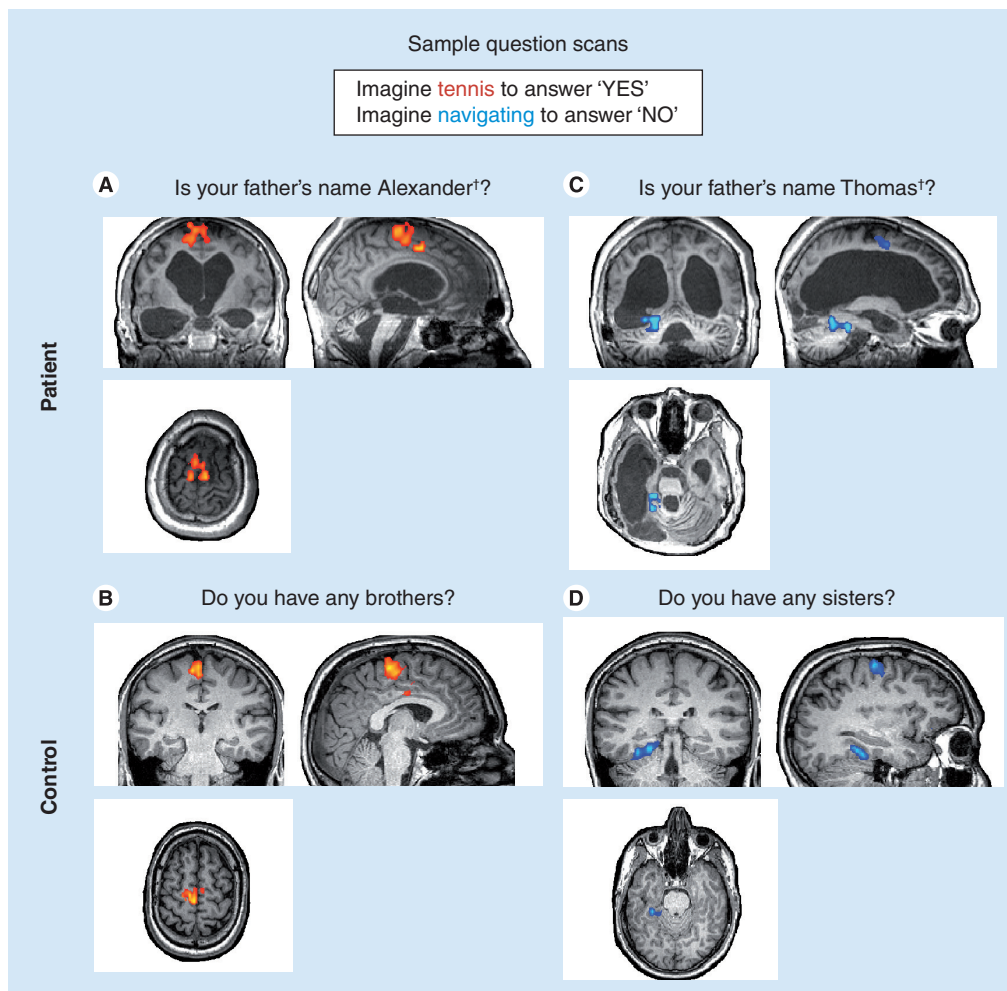 Sample question scans
Imagine tennis to answer ‘YES’
Imagine navigating to answer ‘NO’
Patient
A Is your father’s name Alexander†?
C Is your father’s name Thomas†?
Control
B Do you have any brothers?
D Do you have any sisters?